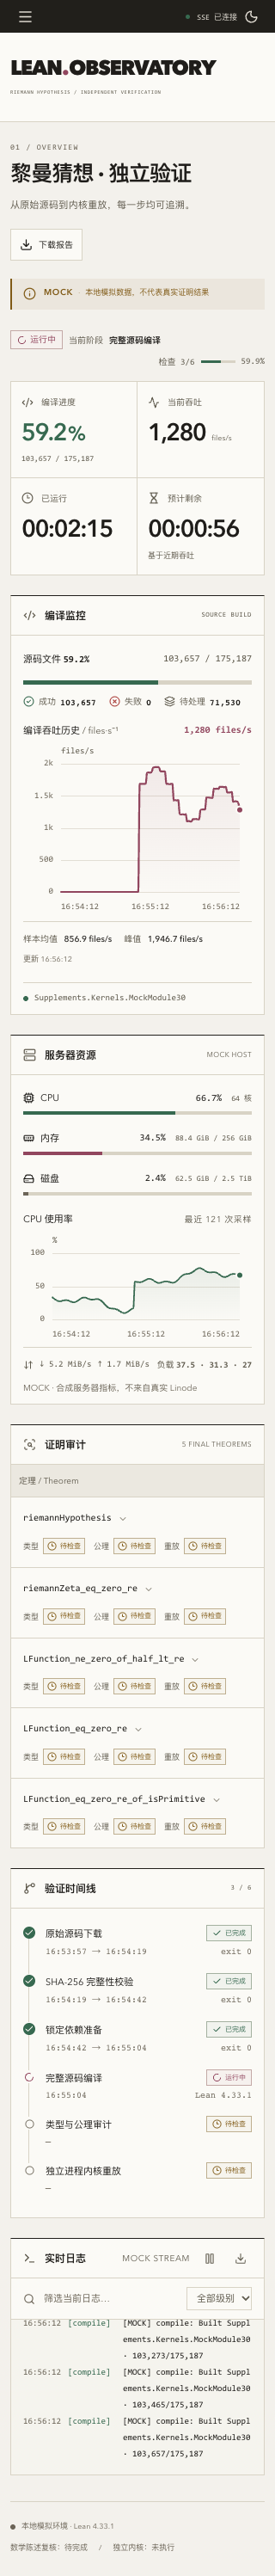 SSE 已连接
LEAN.OBSERVATORY
RIEMANN HYPOTHESIS / INDEPENDENT VERIFICATION
01 / OVERVIEW
黎曼猜想 · 独立验证
从原始源码到内核重放，每一步均可追溯。
下载报告
MOCK · 本地模拟数据，不代表真实证明结果
运行中 当前阶段 完整源码编译
检查 3/6 59.9%
编译进度
59.2%
103,657 / 175,187
当前吞吐
1,280 files/s
已运行
00:02:15
预计剩余
00:00:56
基于近期吞吐
编译监控 SOURCE BUILD
源码文件 59.2% 103,657 / 175,187
成功 103,657 失败 0 待处理 71,530
编译吞吐历史 / files·s⁻¹ 1,280 files/s
files/s
2k
1.5k
1k
500
0
16:54:12 16:55:12 16:56:12
样本均值 856.9 files/s 峰值 1,946.7 files/s
更新 16:56:12
Supplements.Kernels.MockModule30
服务器资源 MOCK HOST
CPU 66.7% 64 核
内存 34.5% 88.4 GiB / 256 GiB
磁盘 2.4% 62.5 GiB / 2.5 TiB
CPU 使用率 最近 121 次采样
%
100
50
0
16:54:12 16:55:12 16:56:12
↓ 5.2 MiB/s ↑ 1.7 MiB/s 负载 37.5 · 31.3 · 27
MOCK · 合成服务器指标，不来自真实 Linode
证明审计 5 FINAL THEOREMS
定理 / Theorem
riemannHypothesis
类型 待检查 公理 待检查 重放 待检查
riemannZeta_eq_zero_re
类型 待检查 公理 待检查 重放 待检查
LFunction_ne_zero_of_half_lt_re
类型 待检查 公理 待检查 重放 待检查
LFunction_eq_zero_re
类型 待检查 公理 待检查 重放 待检查
LFunction_eq_zero_re_of_isPrimitive
类型 待检查 公理 待检查 重放 待检查
验证时间线 3 / 6
原始源码下载 已完成
16:53:57 → 16:54:19 exit 0
SHA-256 完整性校验 已完成
16:54:19 → 16:54:42 exit 0
锁定依赖准备 已完成
16:54:42 → 16:55:04 exit 0
完整源码编译 运行中
16:55:04 Lean 4.33.1
类型与公理审计 待检查
—
独立进程内核重放 待检查
—
实时日志 MOCK STREAM
筛选当前日志... 全部级别
16:56:12 [compile] [MOCK] compile: Built Suppl
ements.Kernels.MockModule30
· 103,273/175,187
16:56:12 [compile] [MOCK] compile: Built Suppl
ements.Kernels.MockModule30
· 103,465/175,187
16:56:12 [compile] [MOCK] compile: Built Suppl
ements.Kernels.MockModule30
· 103,657/175,187
本地模拟环境 · Lean 4.33.1
数学陈述复核：待完成 / 独立内核：未执行